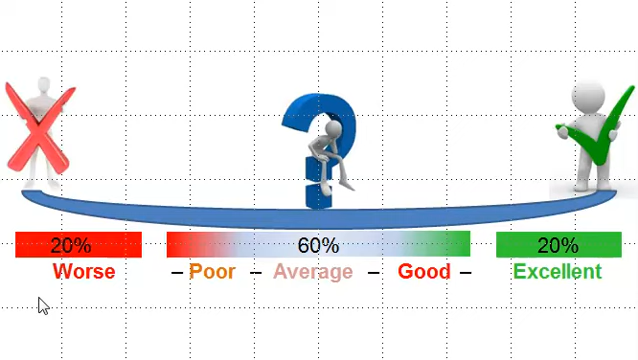 20% 60% 20%
Worse – Poor – Average – Good – Excellent